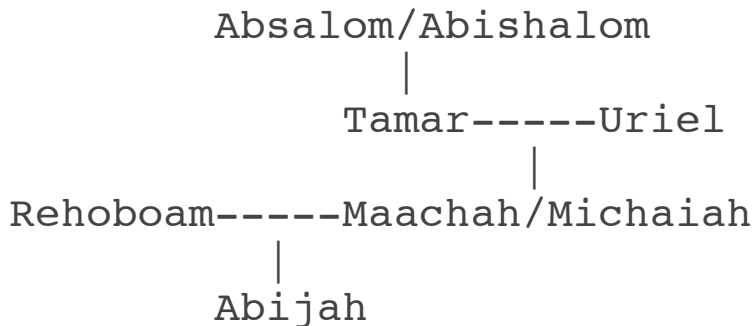 Absalom/Abishalom
|
Tamar-----Uriel
|
Rehoboam-----Maachah/Michaiah
|
Abijah